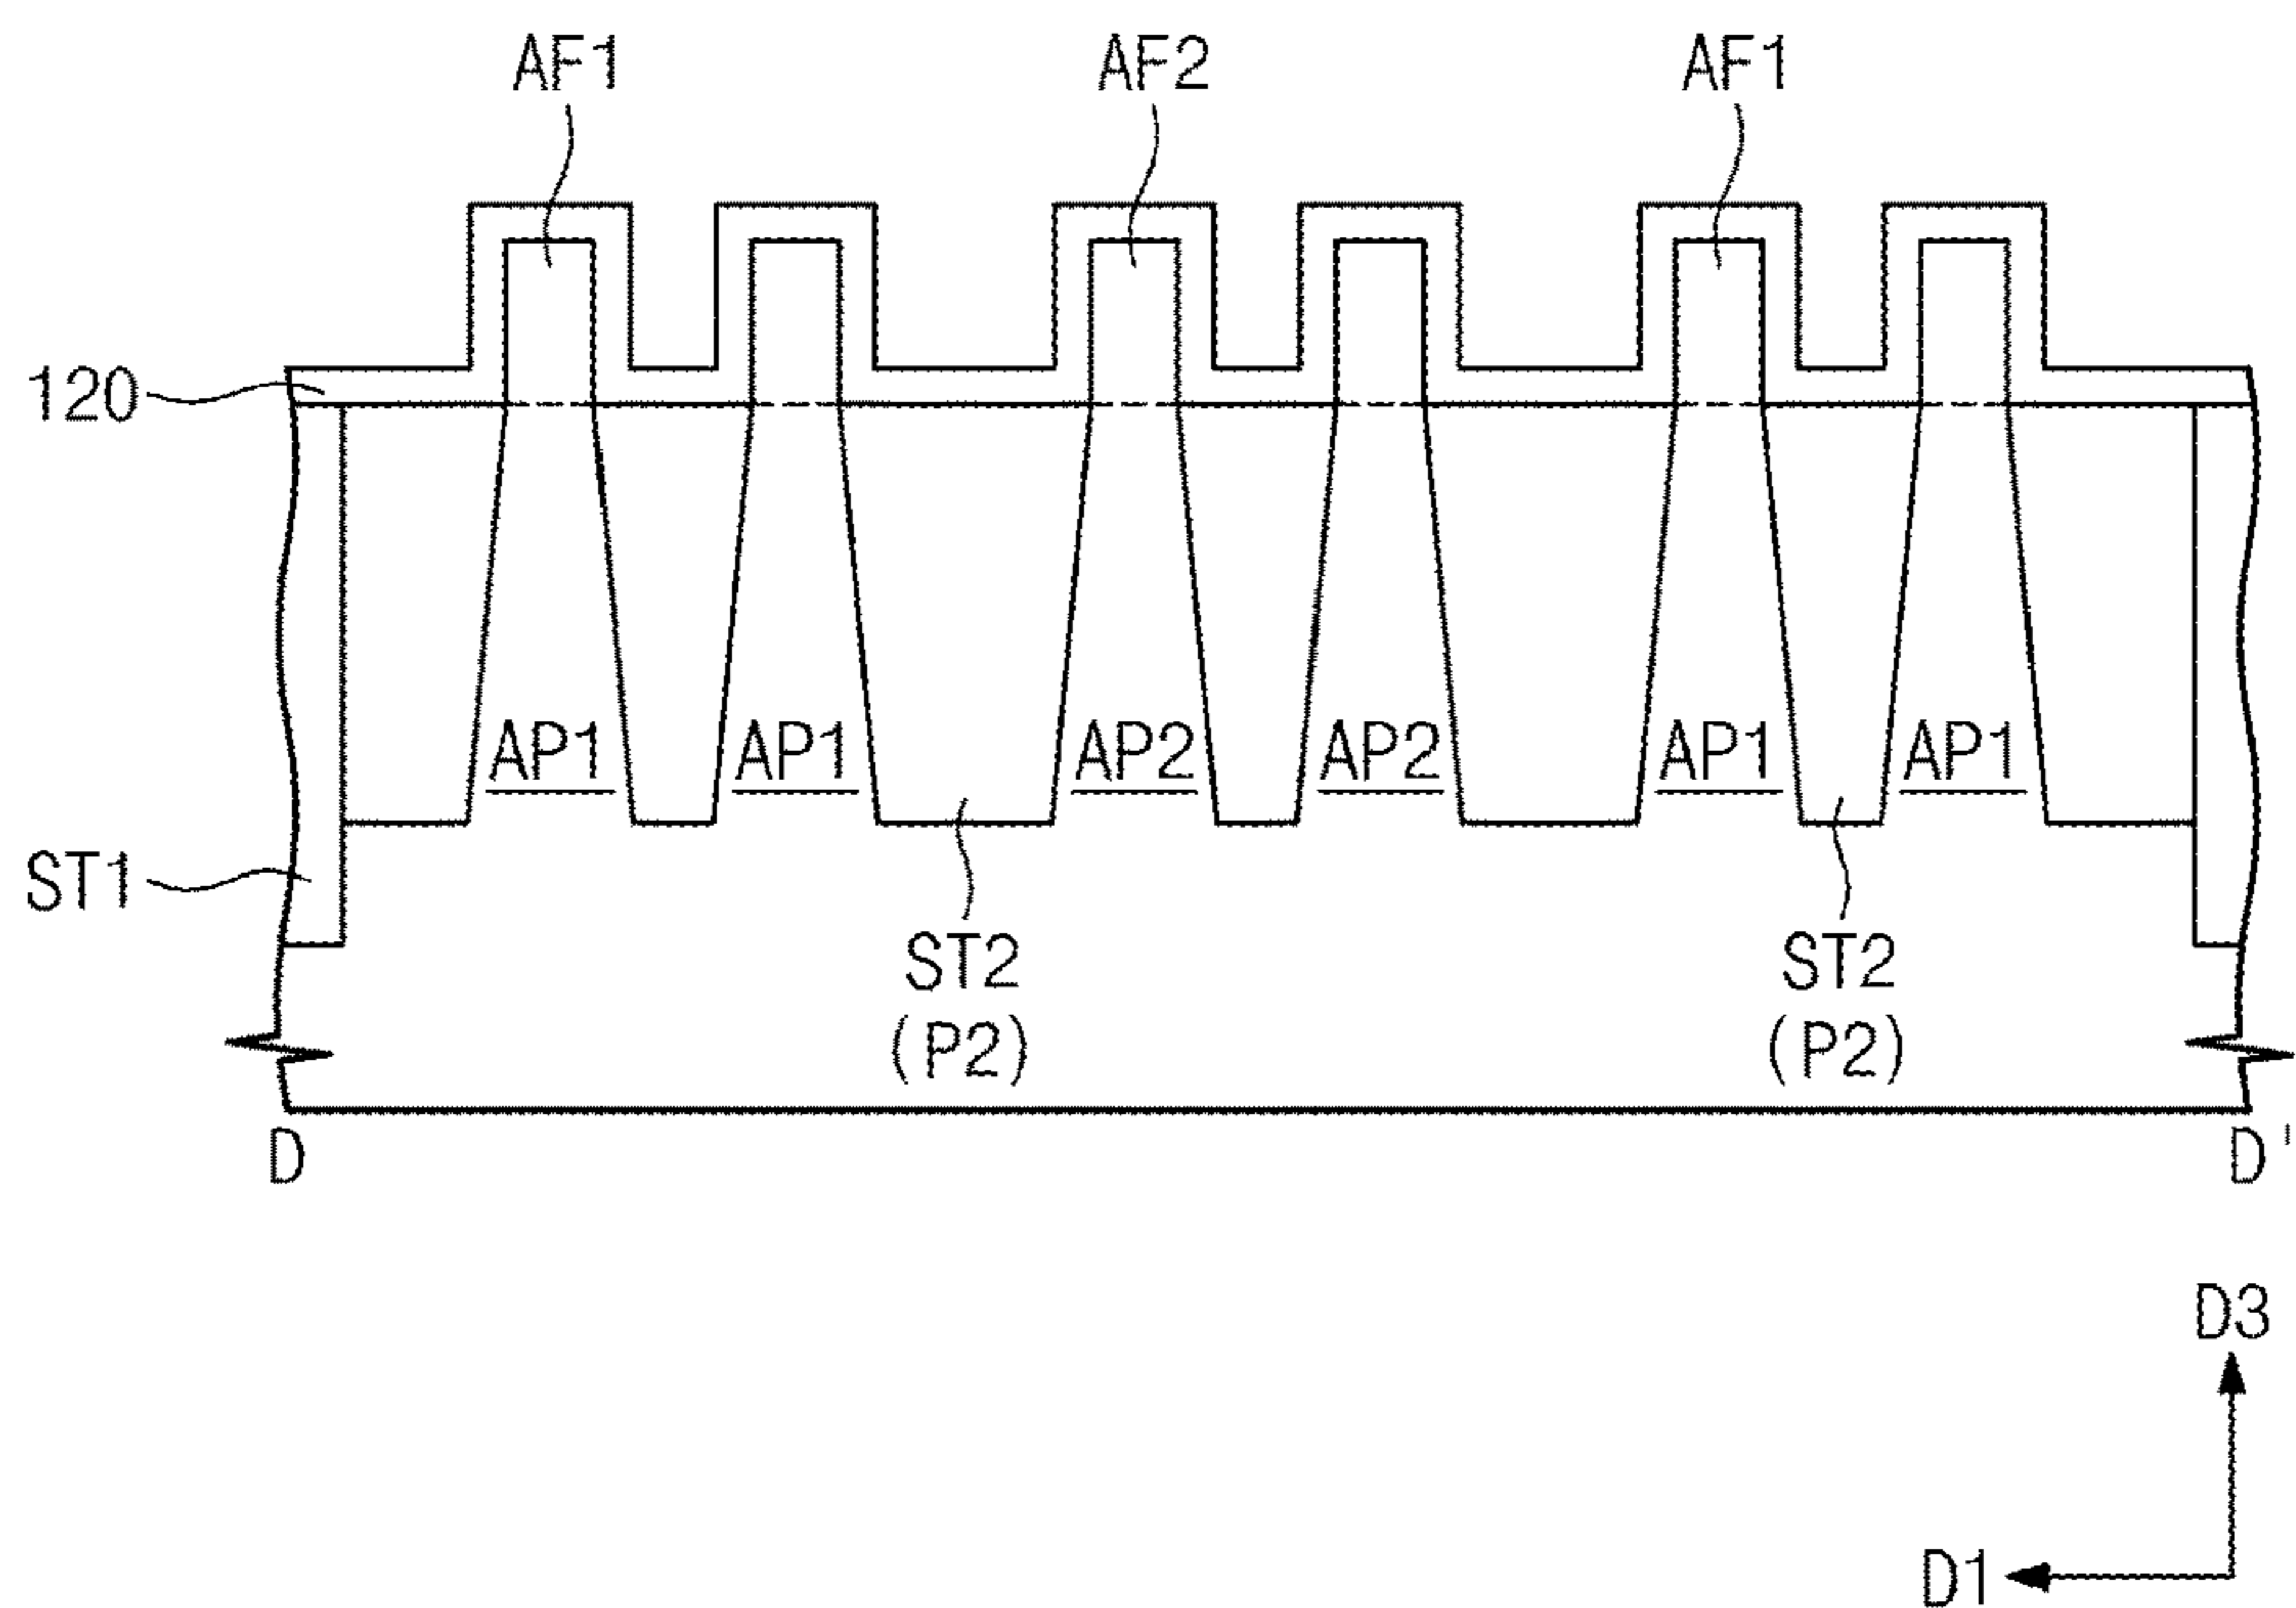 AF1 AF2 AF1
120
AP1 AP1 AP2 AP2 AP1 AP1
ST1
ST2 ST2
(P2) (P2)
D D'
D3
D1